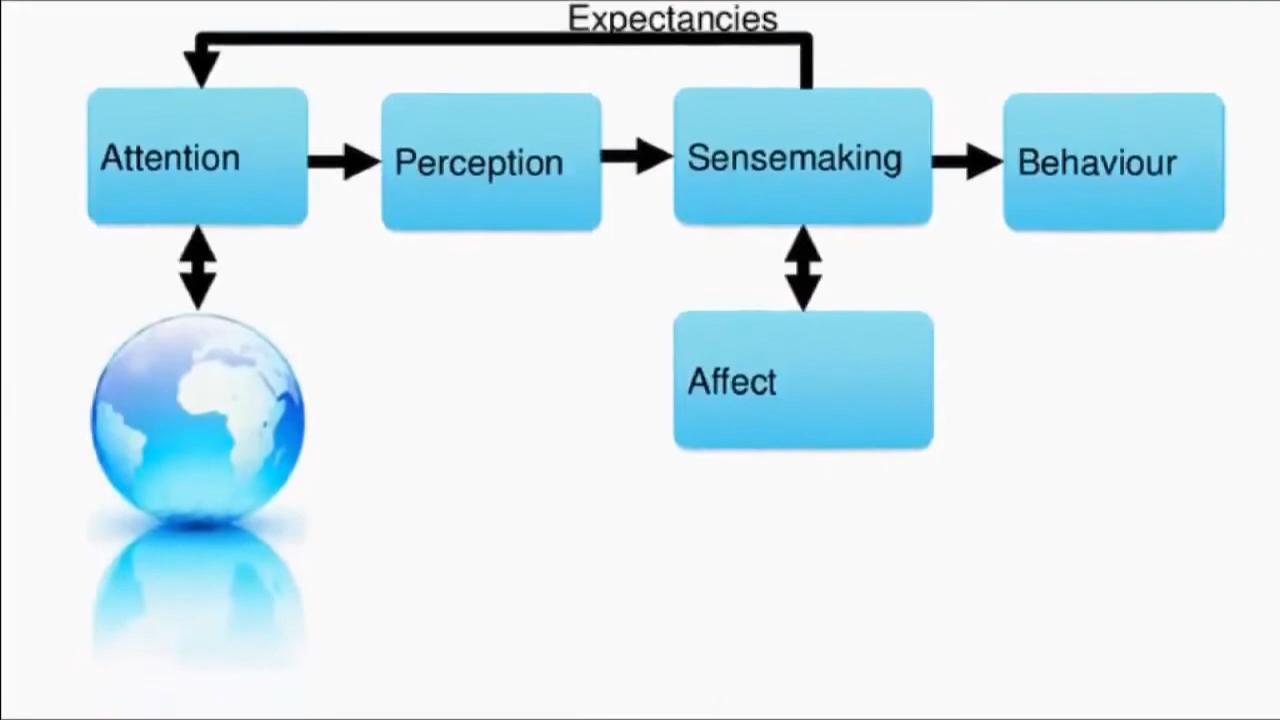 Expectancies
Attention
Perception
Sensemaking
Behaviour
Affect